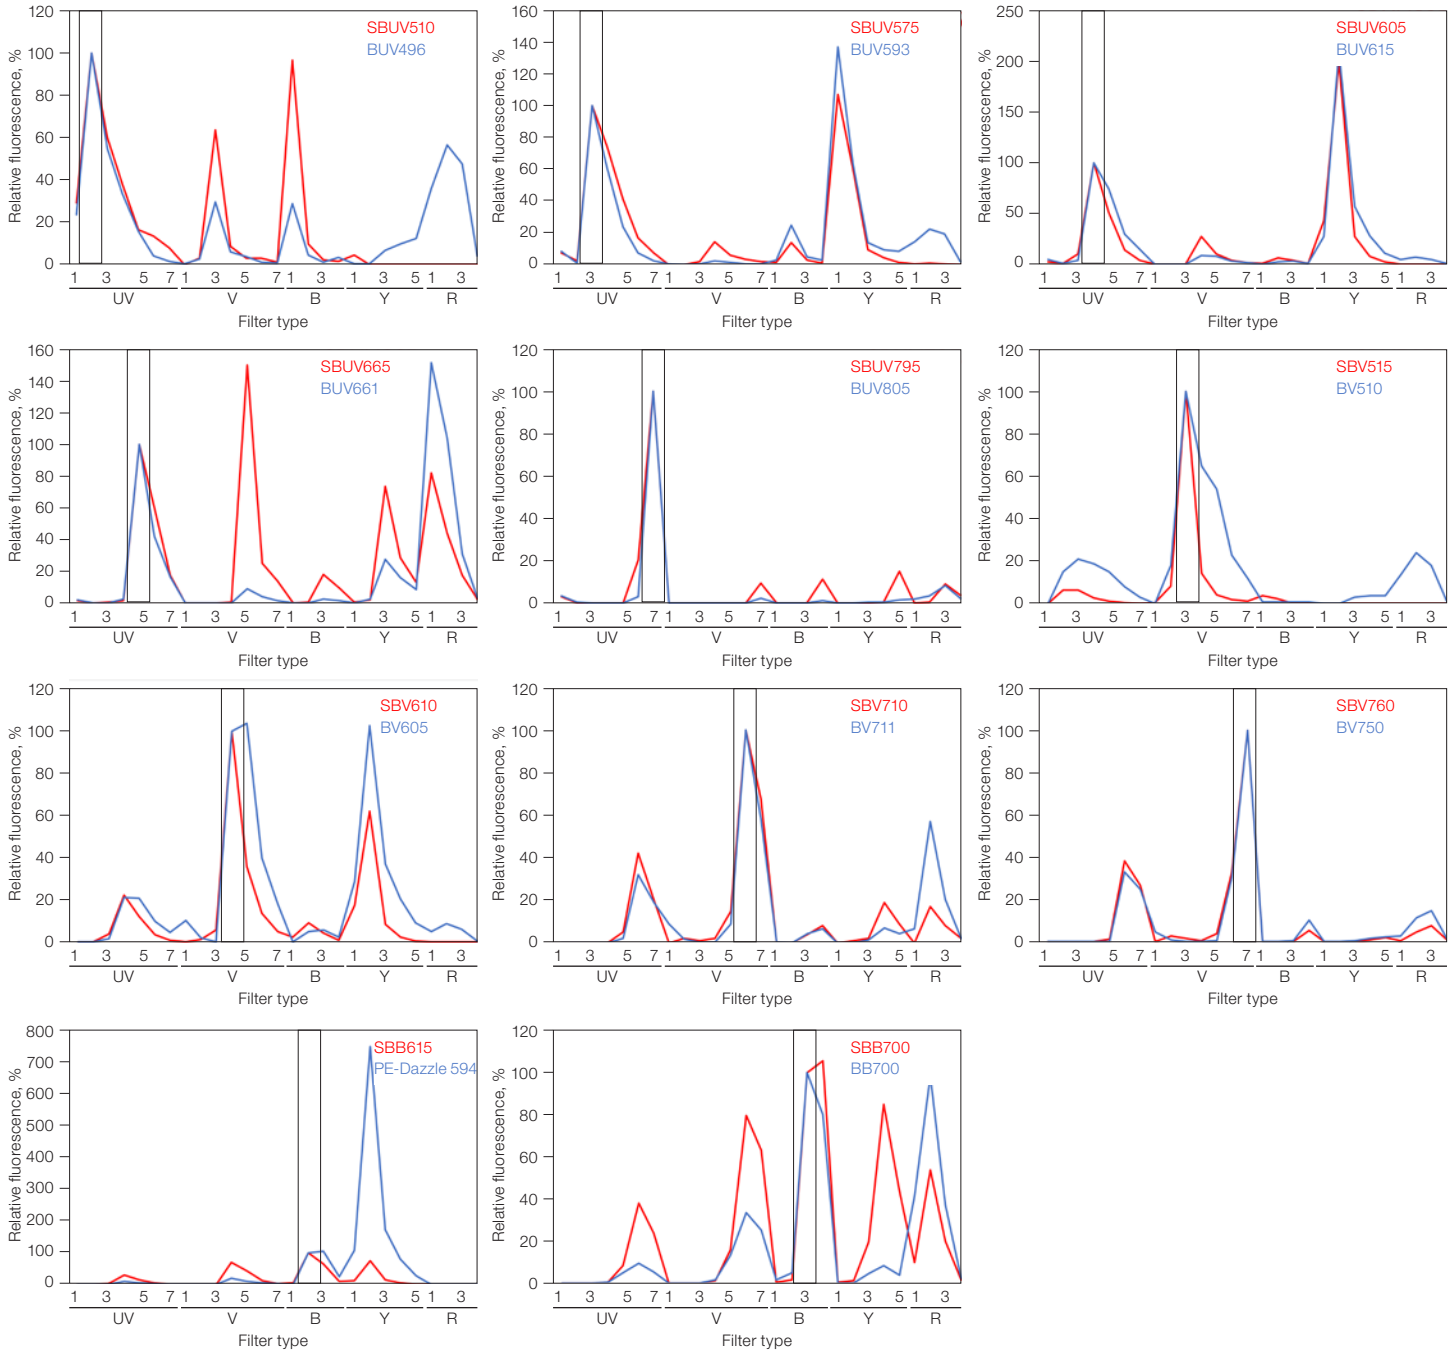 SBUV510
BUV496
Relative fluorescence, %
120
100
80
60
40
20
0
1 3 5 7 1 3 5 7 1 3 1 3 5 1 3
UV V B Y R
Filter type
SBUV575
BUV593
Relative fluorescence, %
160
140
120
100
80
60
40
20
0
1 3 5 7 1 3 5 7 1 3 1 3 5 1 3
UV V B Y R
Filter type
SBUV605
BUV615
Relative fluorescence, %
250
200
150
100
50
0
1 3 5 7 1 3 5 7 1 3 1 3 5 1 3
UV V B Y R
Filter type
SBUV665
BUV661
Relative fluorescence, %
160
140
120
100
80
60
40
20
0
1 3 5 7 1 3 5 7 1 3 1 3 5 1 3
UV V B Y R
Filter type
SBUV795
BUV805
Relative fluorescence, %
120
100
80
60
40
20
0
1 3 5 7 1 3 5 7 1 3 1 3 5 1 3
UV V B Y R
Filter type
SBV515
BV510
Relative fluorescence, %
120
100
80
60
40
20
0
1 3 5 7 1 3 5 7 1 3 1 3 5 1 3
UV V B Y R
Filter type
SBV610
BV605
Relative fluorescence, %
120
100
80
60
40
20
0
1 3 5 7 1 3 5 7 1 3 1 3 5 1 3
UV V B Y R
Filter type
SBV710
BV711
Relative fluorescence, %
120
100
80
60
40
20
0
1 3 5 7 1 3 5 7 1 3 1 3 5 1 3
UV V B Y R
Filter type
SBV760
BV750
Relative fluorescence, %
120
100
80
60
40
20
0
1 3 5 7 1 3 5 7 1 3 1 3 5 1 3
UV V B Y R
Filter type
SBB615
PE-Dazzle 594
Relative fluorescence, %
800
700
600
500
400
300
200
100
0
1 3 5 7 1 3 5 7 1 3 1 3 5 1 3
UV V B Y R
Filter type
SBB700
BB700
Relative fluorescence, %
120
100
80
60
40
20
0
1 3 5 7 1 3 5 7 1 3 1 3 5 1 3
UV V B Y R
Filter type